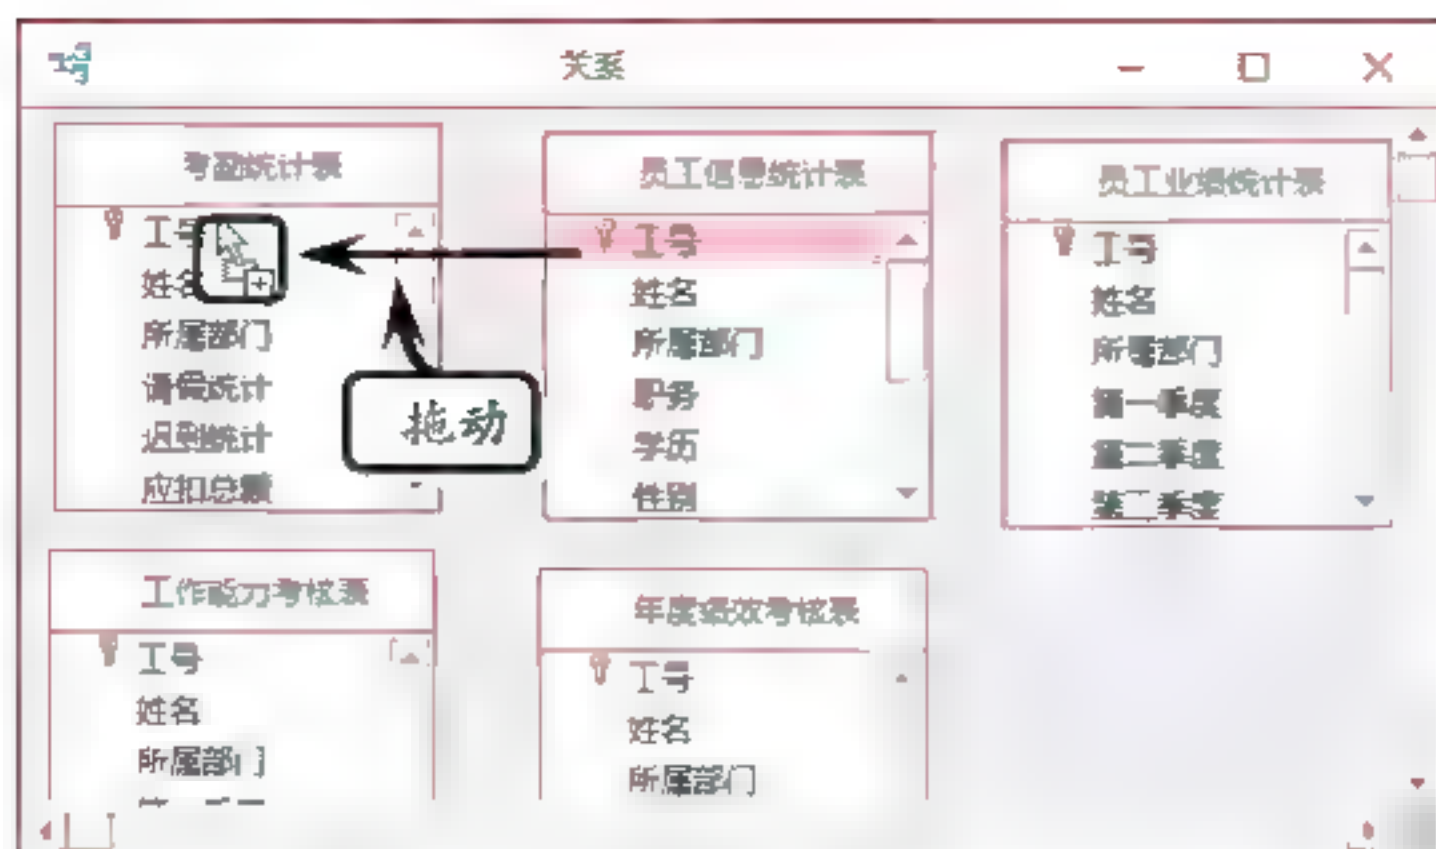 关系
考勤统计表
工号
姓名
所属部门
请假统计
迟到统计
应扣总额
员工信息统计表
工号
姓名
所属部门
职务
学历
性别
员工业绩统计表
工号
姓名
所属部门
第一季度
第二季度
第三季度
拖动
工作能力考核表
工号
姓名
所属部门
年度绩效考核表
工号
姓名
所属部门